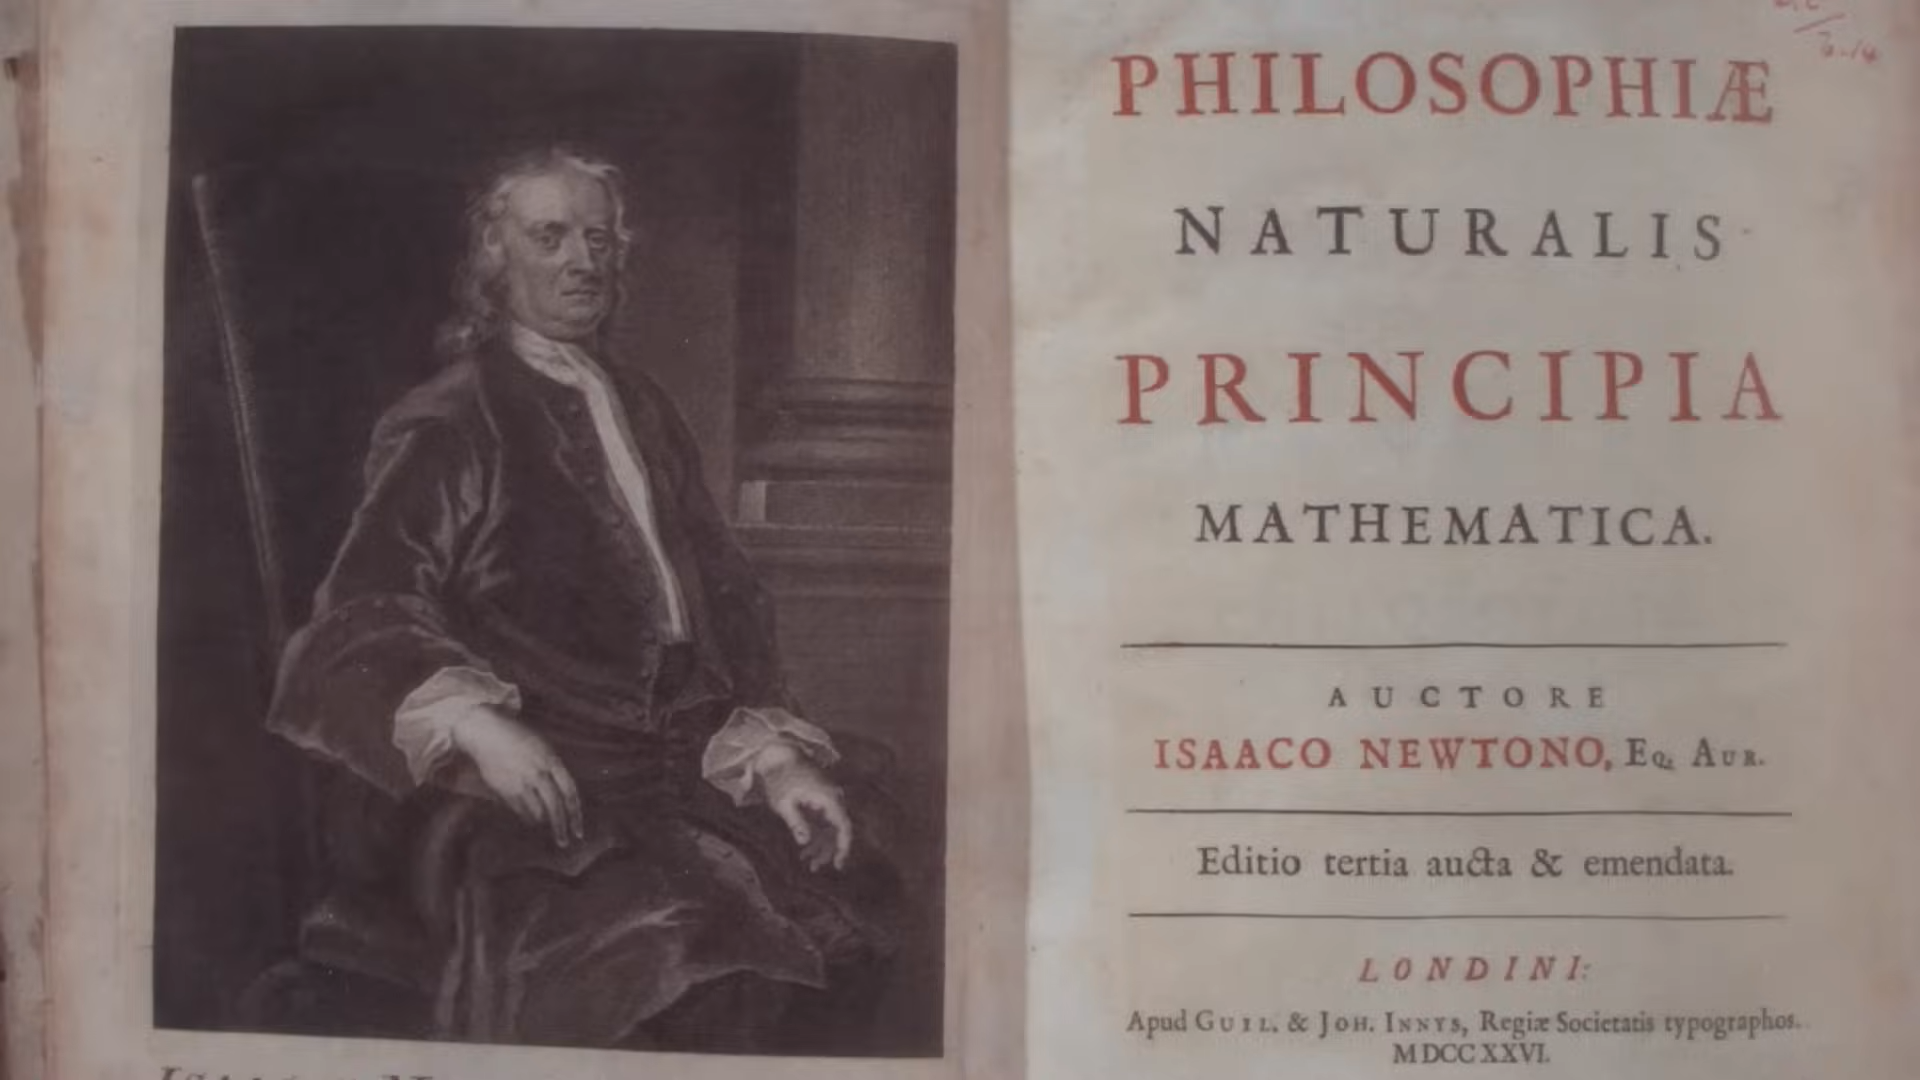 PHILOSOPHIÆ
NATURALIS
PRINCIPIA
MATHEMATICA.
AUCTORE
ISAACO NEWTONO, Eq. Aur.
Editio tertia aucta & emendata.
LONDINI:
Apud Guil. & Joh. Innys, Regiæ Societatis typographos.
MDCCXXVI.